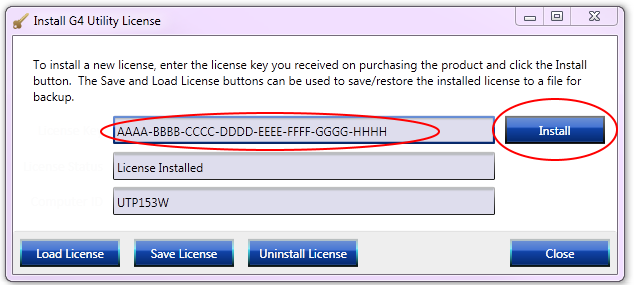 Install G4 Utility License
To install a new license, enter the license key you received on purchasing the product and click the Install
button. The Save and Load License buttons can be used to save/restore the installed license to a file for
backup.
AAAA-BBBB-CCCC-DDDD-EEEE-FFFF-GGGG-HHHH
Install
License Installed
UTP153W
Load License
Save License
Uninstall License
Close